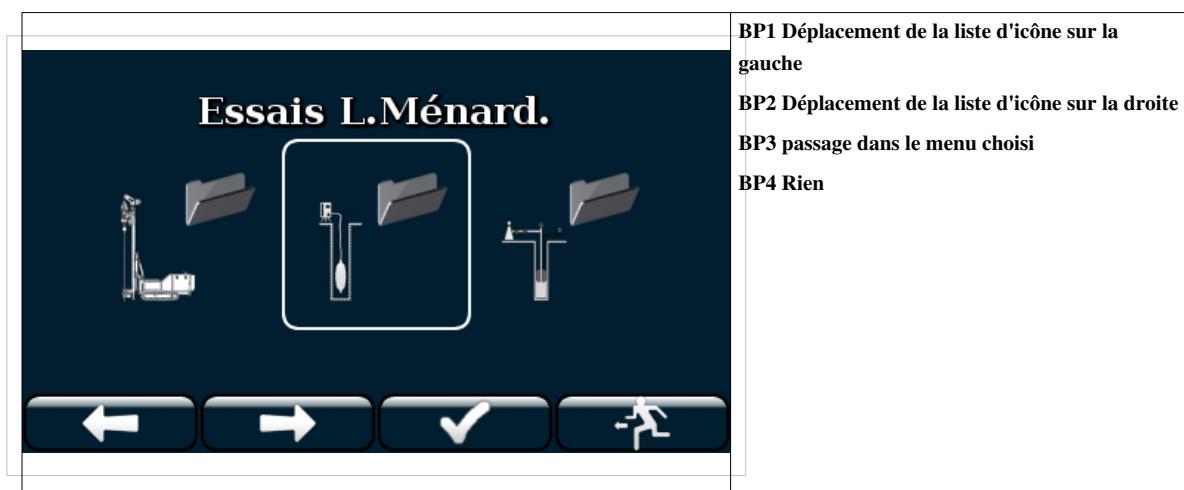 Essais L.Ménard.
BP1 Déplacement de la liste d'icône sur la
gauche
BP2 Déplacement de la liste d'icône sur la droite
BP3 passage dans le menu choisi
BP4 Rien